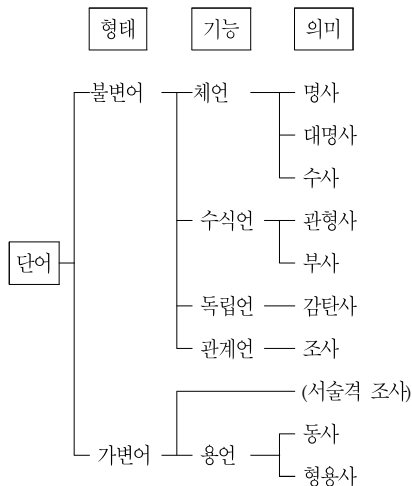 형태 기능 의미
불변어 체언 명사
대명사
수사
수식언 관형사
단어
부사
독립언 감탄사
관계언 조사
(서술격 조사)
동사
가변어 용언
형용사